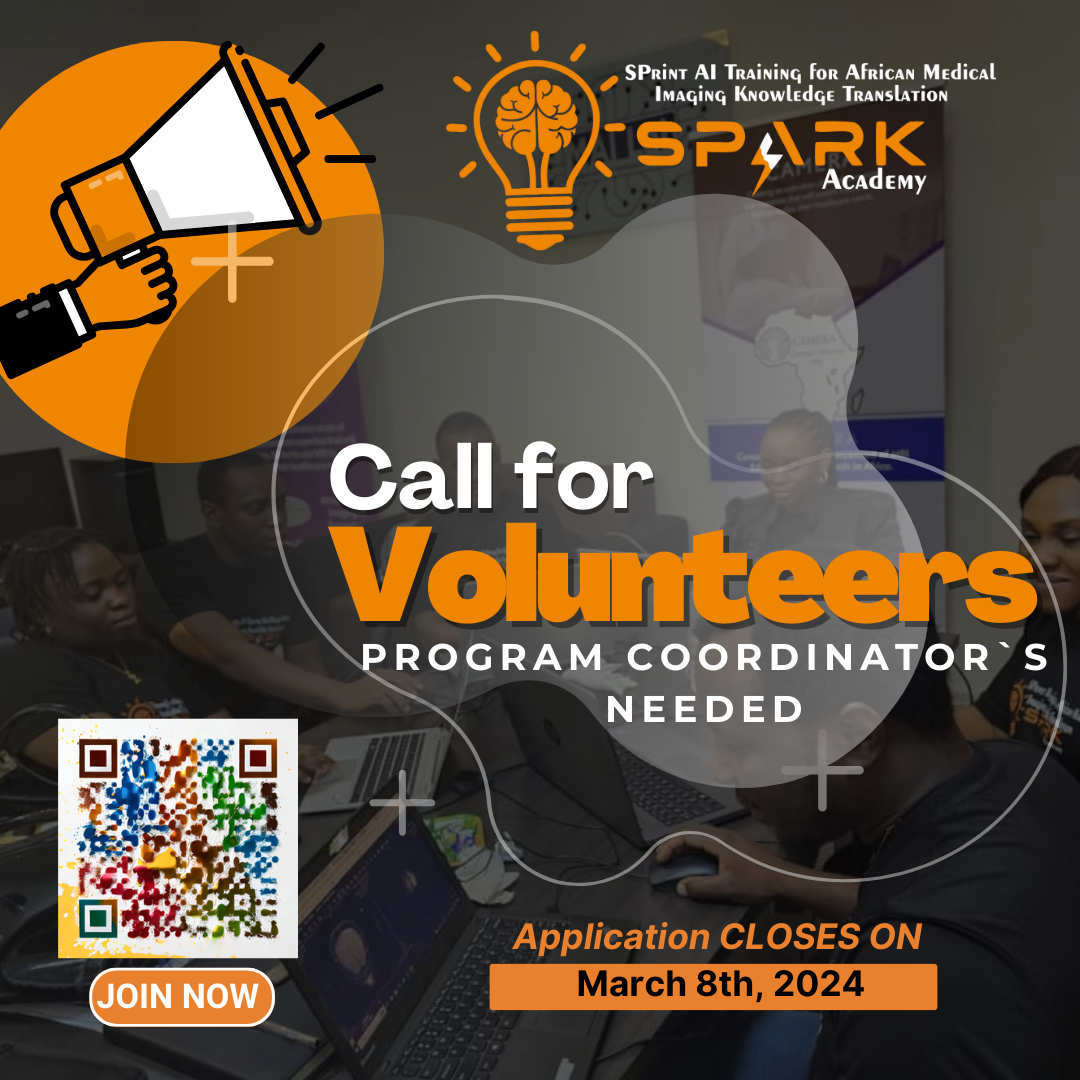 SPrint AI Training for African Medical
Imaging Knowledge Translation
SPARK
Academy
CAMERA
Call for
Volunteers
PROGRAM COORDINATOR`S
NEEDED
JOIN NOW
Application CLOSES ON
March 8th, 2024